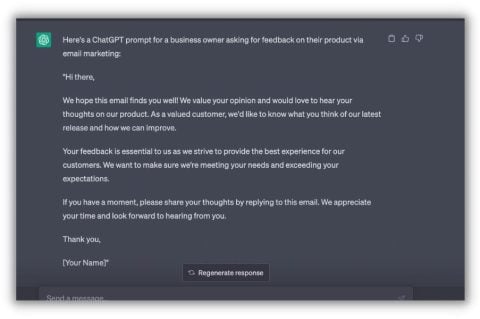 Here's a ChatGPT prompt for a business owner asking for feedback on their product via
email marketing:
"Hi there,
We hope this email finds you well! We value your opinion and would love to hear your
thoughts on our product. As a valued customer, we'd like to know what you think of our latest
release and how we can improve.
Your feedback is essential to us as we strive to provide the best experience for our
customers. We want to make sure we're meeting your needs and exceeding your
expectations.
If you have a moment, please share your thoughts by replying to this email. We appreciate
your time and look forward to hearing from you.
Thank you,
[Your Name]"
Regenerate response
Send a message